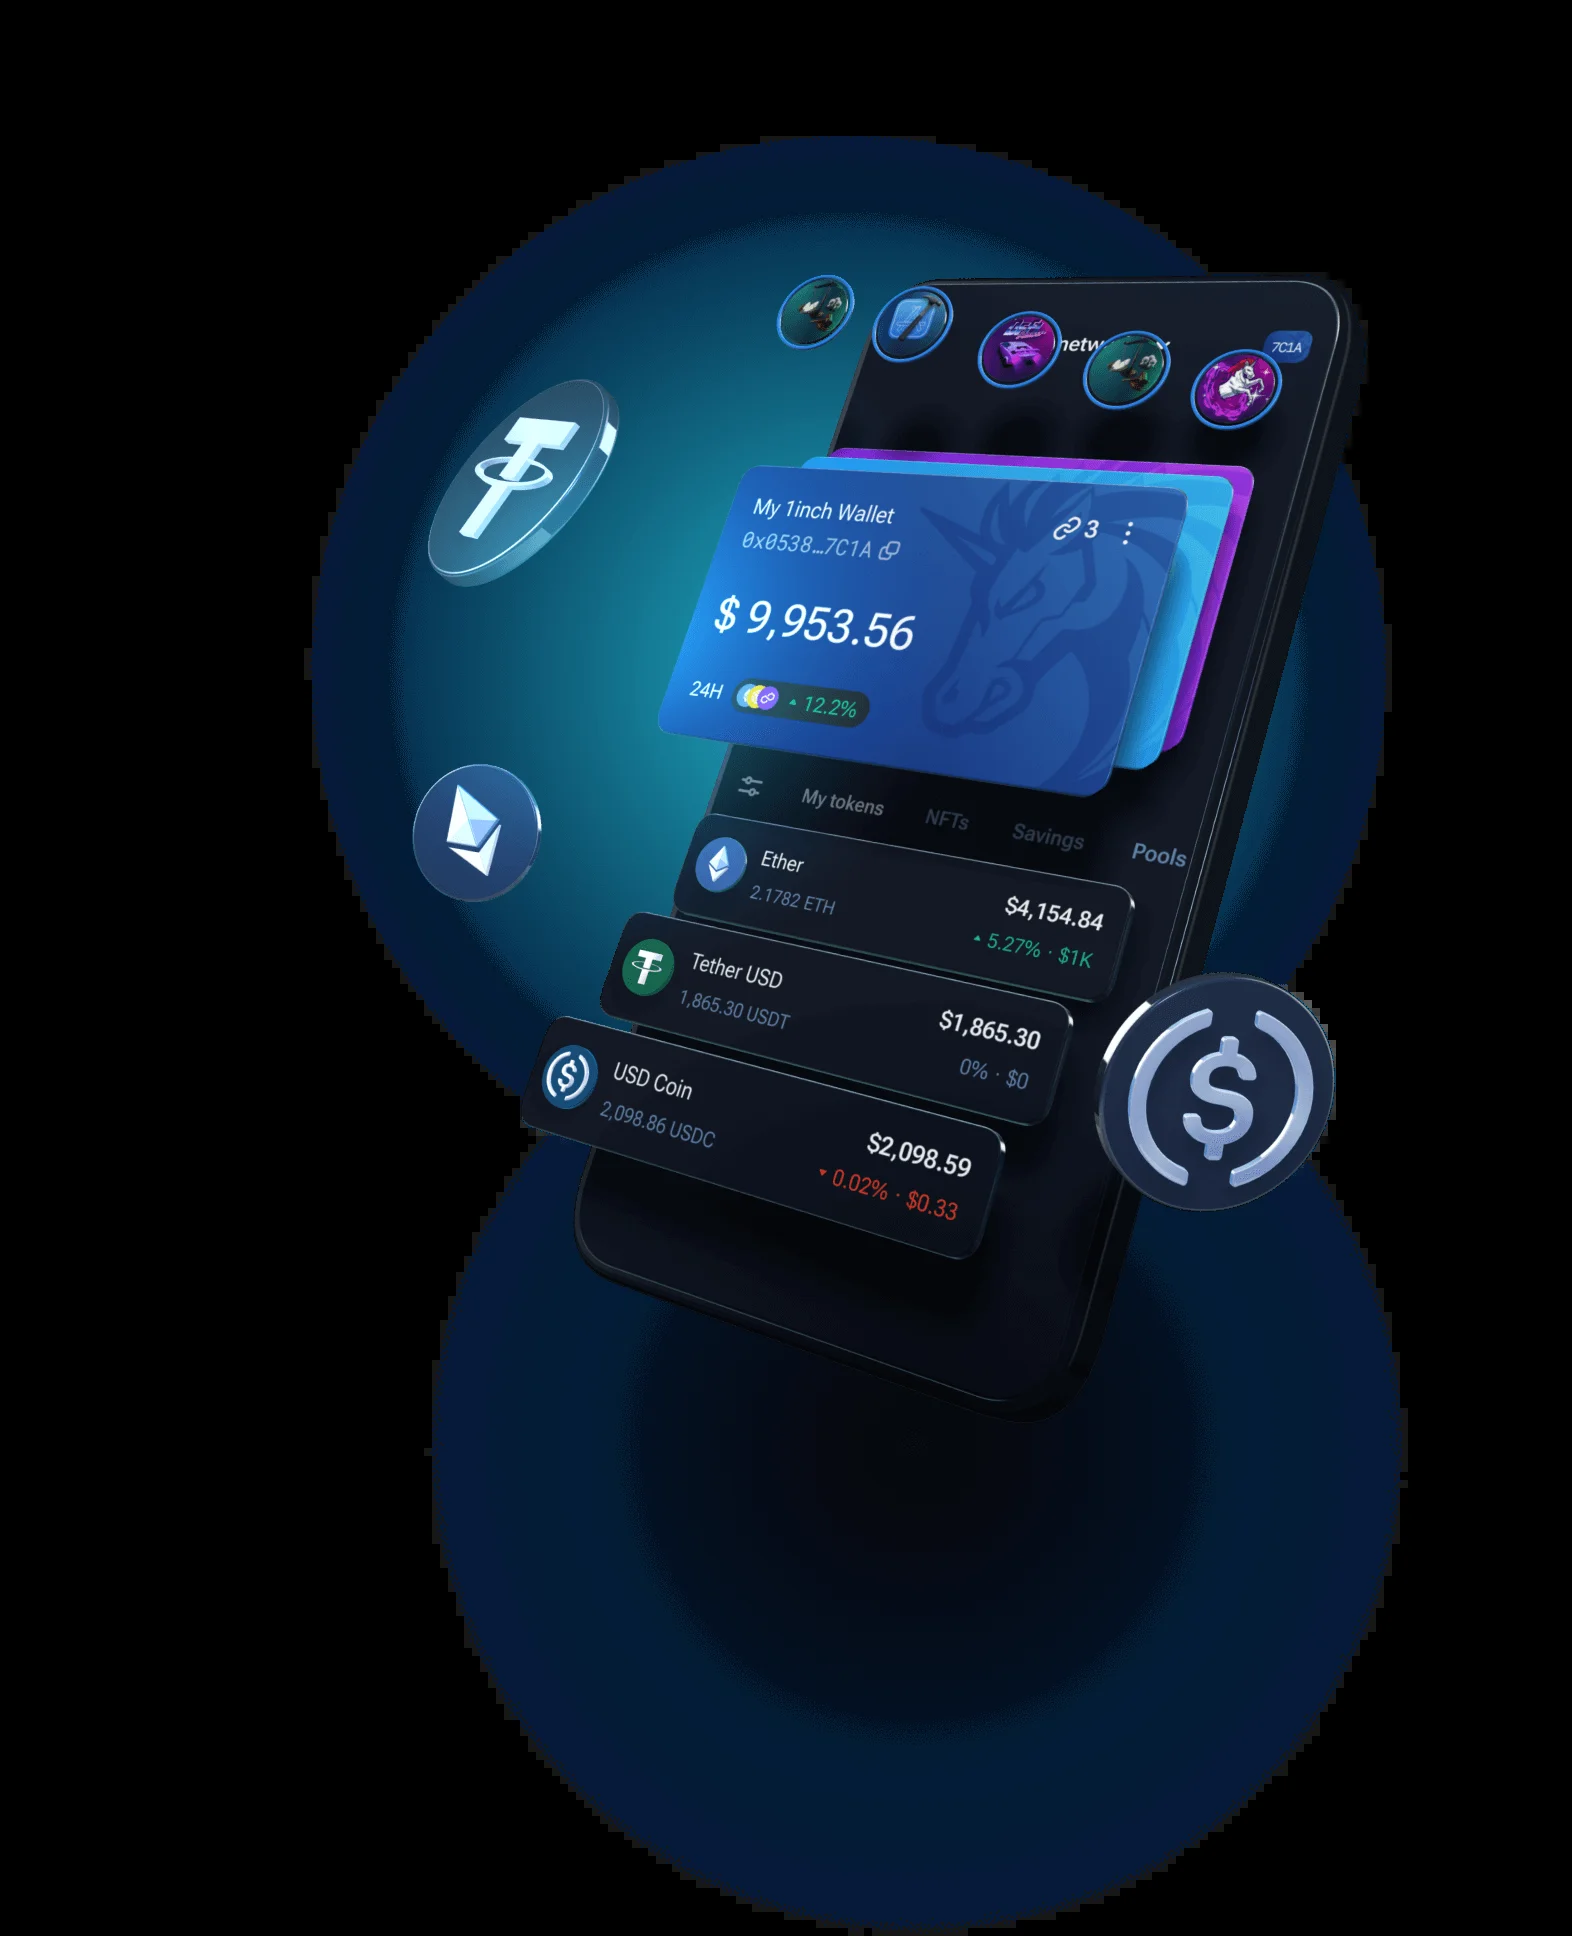 7C1A
My 1inch Wallet
3
0x0538...7C1A
$ 9,953.56
24H
12.2%
My tokens
NFTs
Savings
Pools
Ether
$4,154.84
2.1782 ETH
5.27% · $1K
Tether USD
$1,865.30
1,865.30 USDT
0% · $0
USD Coin
$2,098.59
2,098.86 USDC
0.02% · $0.33